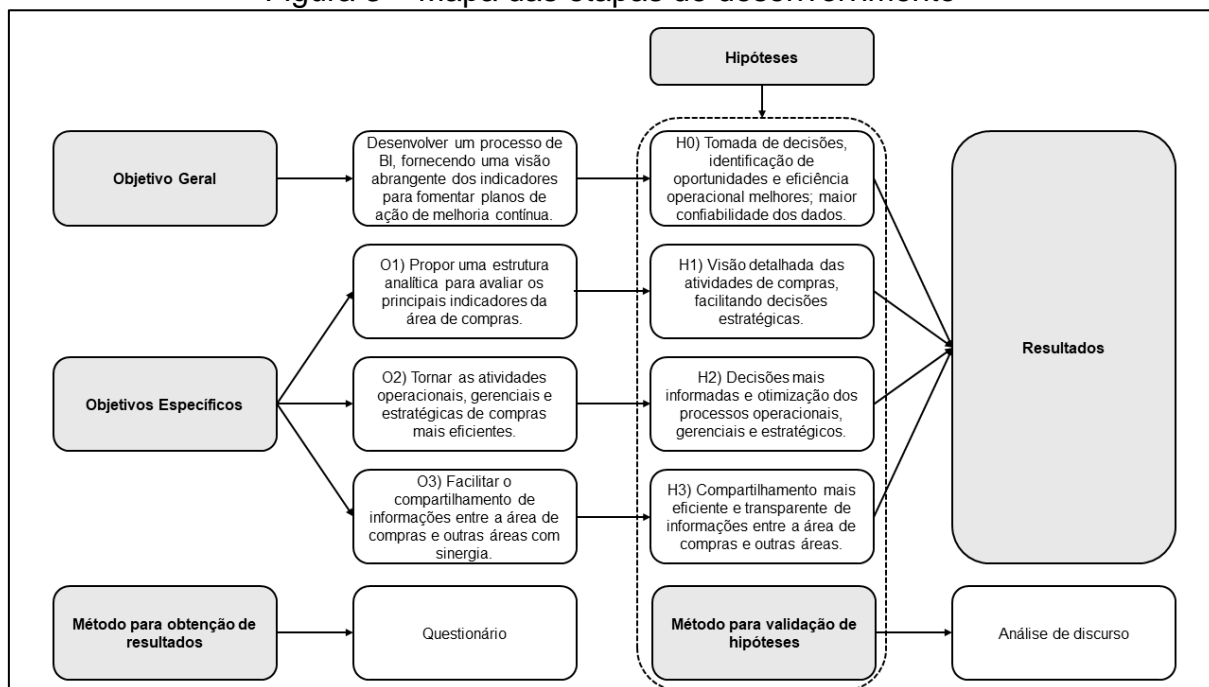 Figura 3 – Mapa das etapas de desenvolvimento
Hipóteses
Objetivo Geral
Desenvolver um processo de
BI, fornecendo uma visão
abrangente dos indicadores
para fomentar planos de
ação de melhoria contínua.
H0) Tomada de decisões,
identificação de
oportunidades e eficiência
operacional melhores; maior
confiabilidade dos dados.
O1) Propor uma estrutura
analítica para avaliar os
principais indicadores da
área de compras.
H1) Visão detalhada das
atividades de compras,
facilitando decisões
estratégicas.
Objetivos Específicos
O2) Tornar as atividades
operacionais, gerenciais e
estratégicas de compras
mais eficientes.
H2) Decisões mais
informadas e otimização dos
processos operacionais,
gerenciais e estratégicos.
Resultados
O3) Facilitar o
compartilhamento de
informações entre a área de
compras e outras áreas com
sinergia.
H3) Compartilhamento mais
eficiente e transparente de
informações entre a área de
compras e outras áreas.
Método para obtenção de
resultados
Questionário
Método para validação de
hipóteses
Análise de discurso